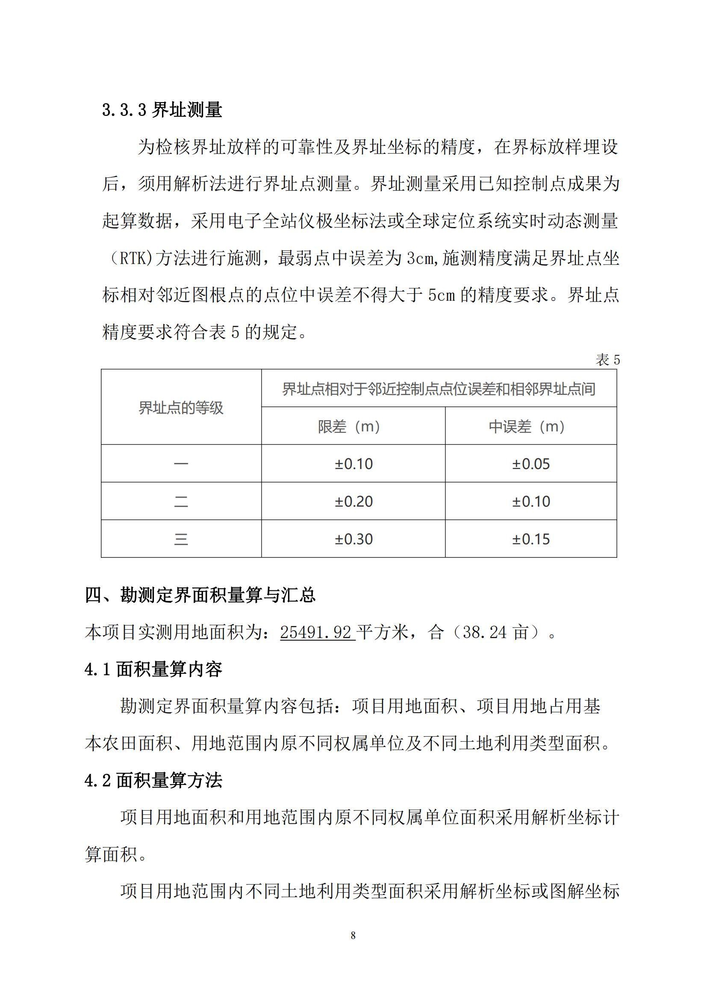 3.3.3 界址测量
为检核界址放样的可靠性及界址坐标的精度，在界标放样埋设
后，须用解析法进行界址点测量。界址测量采用已知控制点成果为
起算数据，采用电子全站仪极坐标法或全球定位系统实时动态测量
（RTK)方法进行施测，最弱点中误差为 3cm,施测精度满足界址点坐
标相对邻近图根点的点位中误差不得大于 5cm 的精度要求。界址点
精度要求符合表 5 的规定。
表 5
界址点的等级
界址点相对于邻近控制点点位误差和相邻界址点间
限差（m） 中误差（m）
一 ±0.10 ±0.05
二 ±0.20 ±0.10
三 ±0.30 ±0.15
四、勘测定界面积量算与汇总
本项目实测用地面积为：25491.92 平方米，合（38.24 亩）。
4.1 面积量算内容
勘测定界面积量算内容包括：项目用地面积、项目用地占用基
本农田面积、用地范围内原不同权属单位及不同土地利用类型面积。
4.2 面积量算方法
项目用地面积和用地范围内原不同权属单位面积采用解析坐标计
算面积。
项目用地范围内不同土地利用类型面积采用解析坐标或图解坐标
8